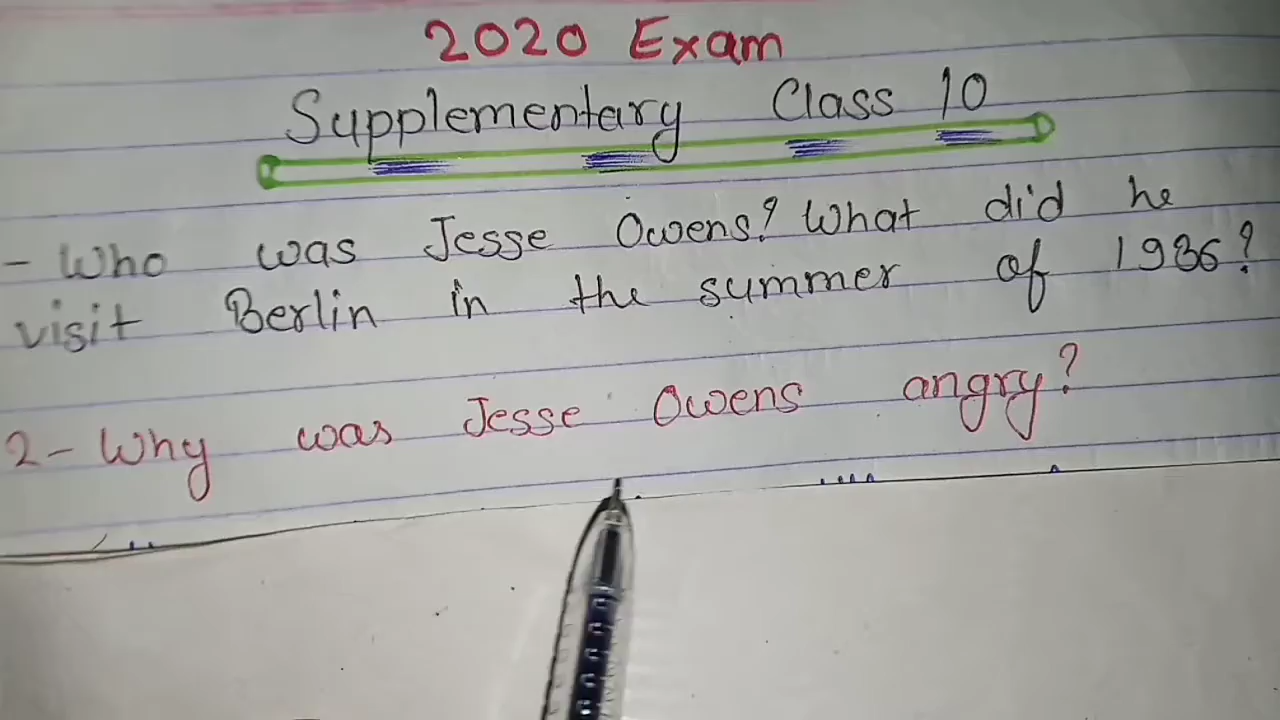 2020 Exam
Supplementary Class 10
- Who was Jesse Owens? What did he
visit Berlin in the summer of 1936?
2- Why was Jesse Owens angry?